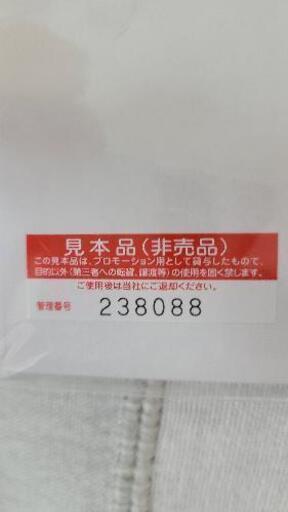 見本品(非売品)
この見本品は、プロモーション用として貸与したもので、
目的以外(第三者への転貸、譲渡等)の使用を固く禁じます。
ご使用後は当社にご返却ください。
管理番号 238088